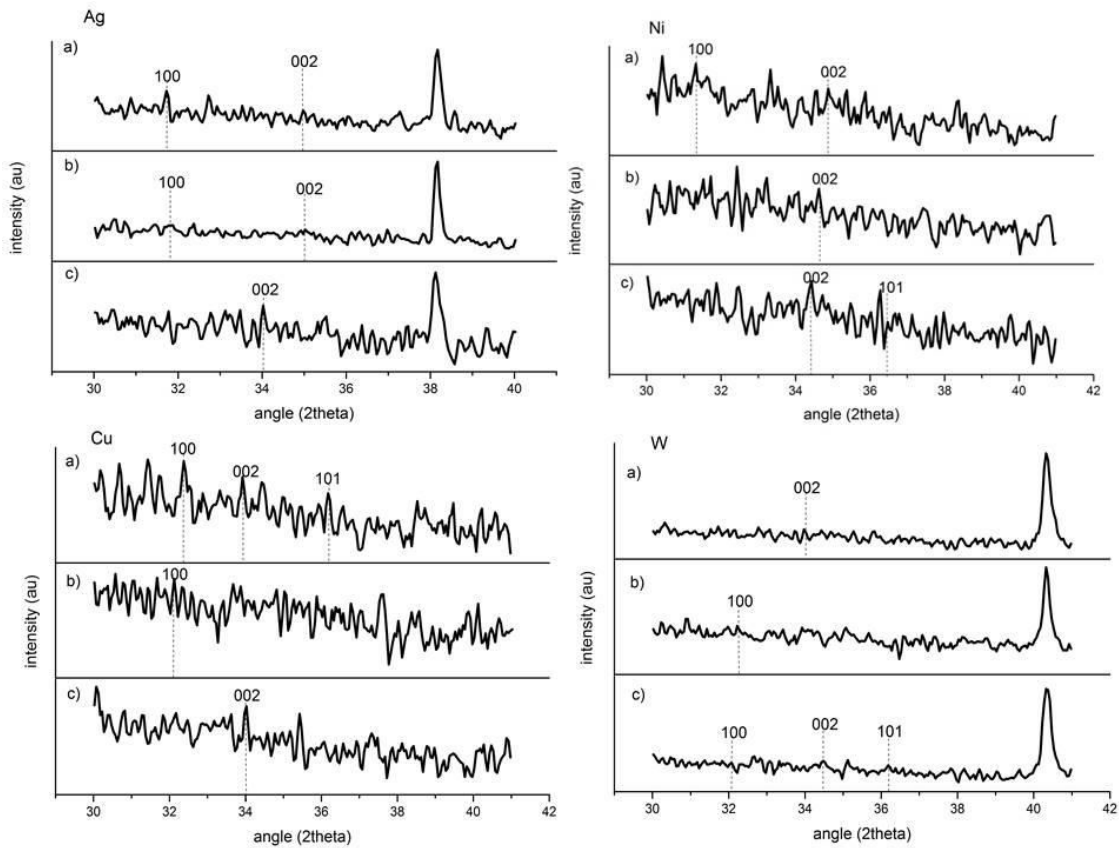 Ag
a)
100
002
b)
100
002
c)
002
intensity (au)
30 32 34 36 38 40
angle (2theta)
Ni
a)
100
002
b)
002
c)
002
101
intensity (au)
30 32 34 36 38 40 42
angle (2theta)
Cu
a)
100
002
101
b)
100
c)
002
intensity (au)
30 32 34 36 38 40 42
angle (2theta)
W
a)
002
b)
100
c)
100
002
101
intensity (au)
30 32 34 36 38 40 42
angle (2theta)